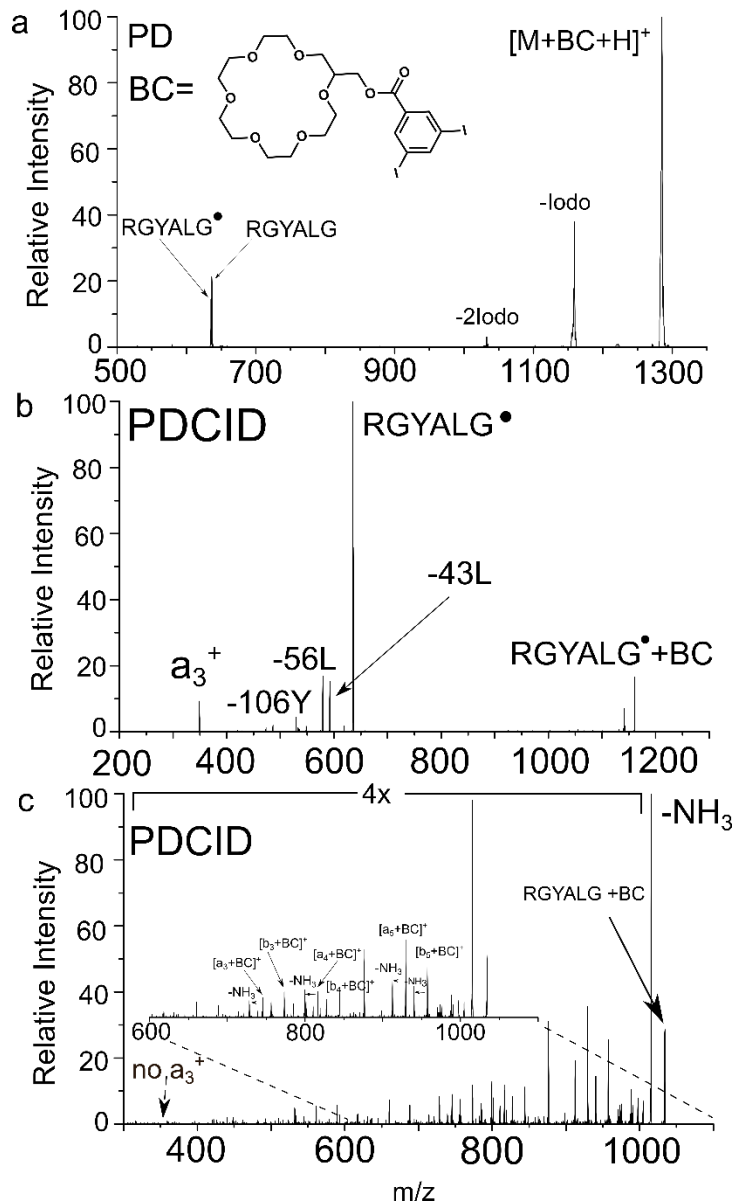 a
PD
BC=
O
O
O
O
O
O
O
O
I
I
[M+BC+H]⁺
RGYALG•
RGYALG
-2Iodo
-Iodo
Relative Intensity
100
80
60
40
20
0
500
700
900
1100
1300
b
PDCID
RGYALG•
-43L
-56L
a₃⁺
-106Y
RGYALG•+BC
Relative Intensity
100
80
60
40
20
0
200
400
600
800
1000
1200
c
4x
PDCID
-NH₃
RGYALG +BC
[a₃+BC]⁺
[b₃+BC]⁺
[a₄+BC]⁺
[b₄+BC]⁺
[a₅+BC]⁺
[b₅+BC]⁺
-NH₃
-NH₃
-NH₃
-NH₃
600
800
1000
no a₃⁺
Relative Intensity
100
80
60
40
20
0
400
600
800
1000
m/z